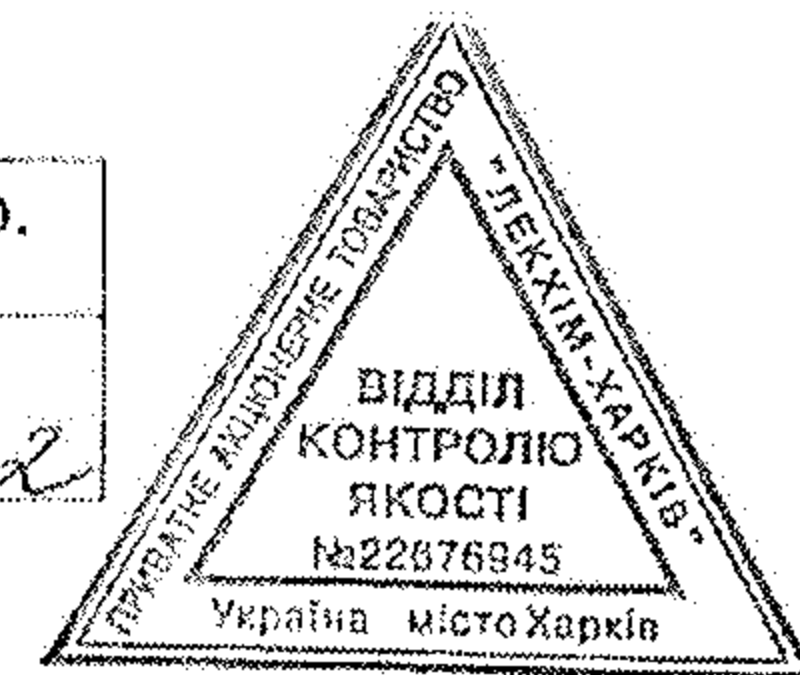 ПРИВАТНЕ АКЦІОНЕРНЕ ТОВАРИСТВО
"ЛЕКХІМ-ХАРКІВ"
ВІДДІЛ
КОНТРОЛЮ
ЯКОСТІ
№22676945
Україна місто Харків